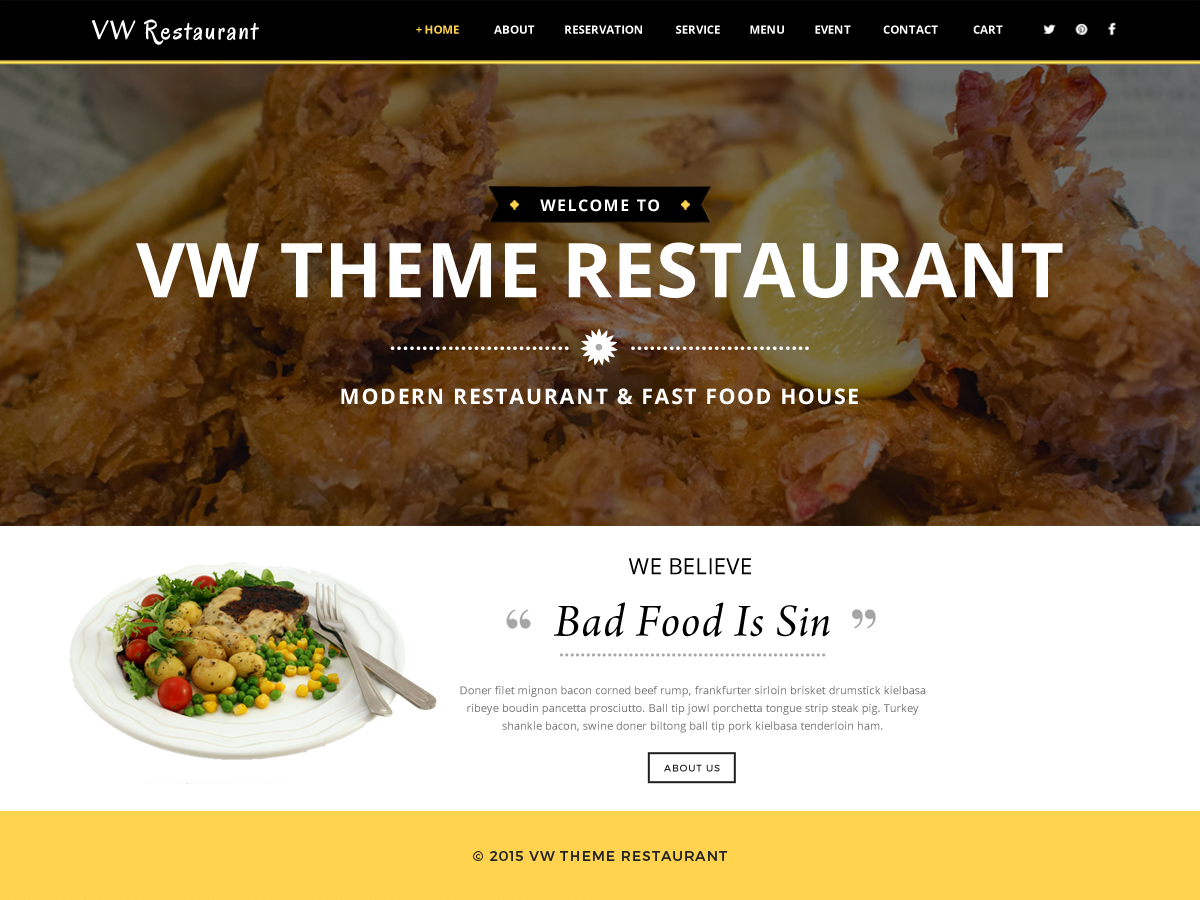 VW Restaurant
+ HOME ABOUT RESERVATION SERVICE MENU EVENT CONTACT CART
WELCOME TO
VW THEME RESTAURANT
MODERN RESTAURANT & FAST FOOD HOUSE
WE BELIEVE
“ Bad Food Is Sin ”
Doner filet mignon bacon corned beef rump, frankfurter sirloin brisket drumstick kielbasa
ribeye boudin pancetta prosciutto. Ball tip jowl porchetta tongue strip steak pig. Turkey
shankle bacon, swine doner biltong ball tip pork kielbasa tenderloin ham.
ABOUT US
© 2015 VW THEME RESTAURANT